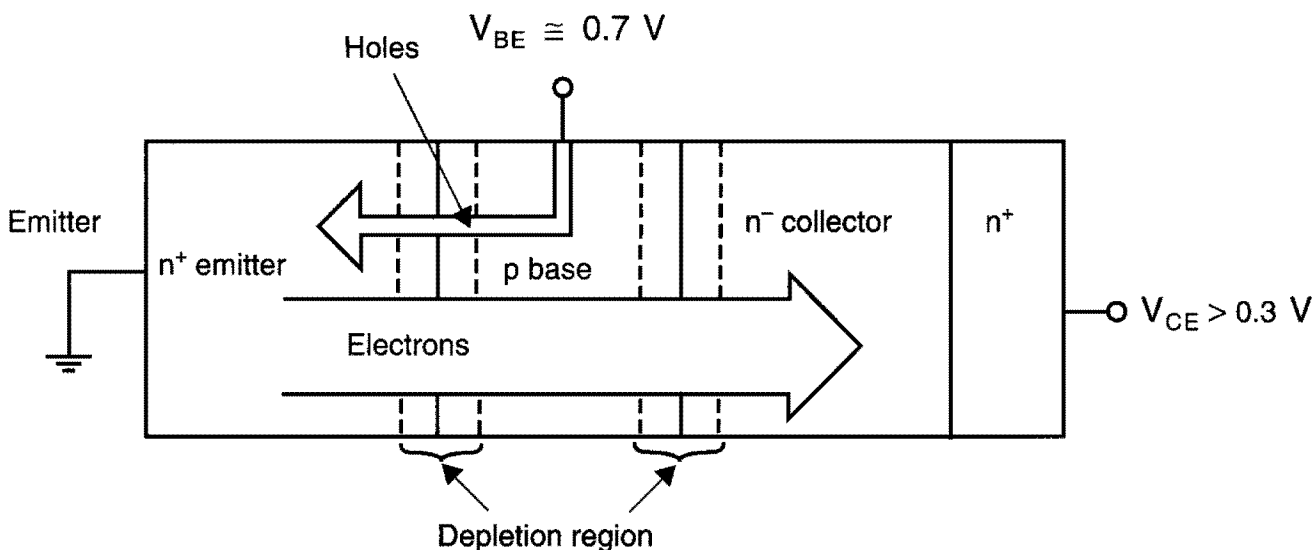 V_BE ≅ 0.7 V
Holes
Emitter
n⁺ emitter
p base
n⁻ collector
n⁺
V_CE > 0.3 V
Electrons
Depletion region